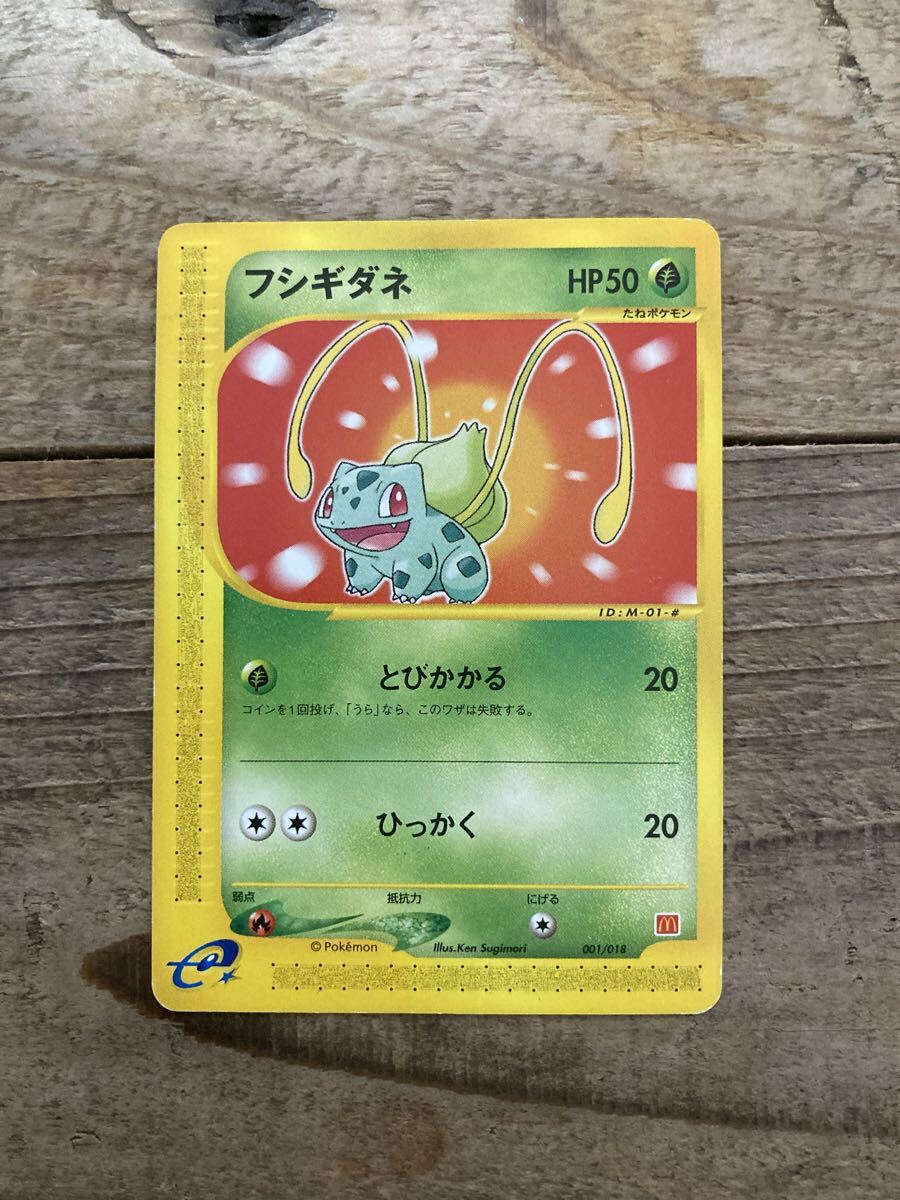 フシギダネ HP50
たねポケモン
ID:M-01-#
とびかかる 20
コインを1回投げ、「うら」なら、このワザは失敗する。
ひっかく 20
弱点 抵抗力 にげる
©Pokémon Illus.Ken Sugimori 001/018